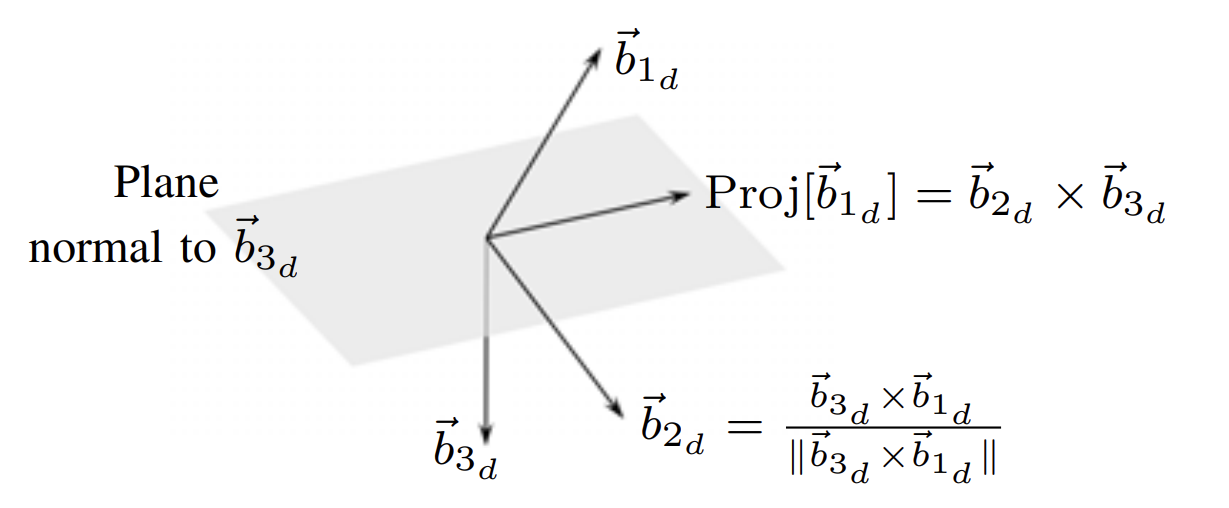 $\vec{b}_{1_d}$
Plane
normal to $\vec{b}_{3_d}$
$\mathrm{Proj}[\vec{b}_{1_d}] = \vec{b}_{2_d} \times \vec{b}_{3_d}$
$\vec{b}_{3_d}$
$\vec{b}_{2_d} = \frac{\vec{b}_{3_d} \times \vec{b}_{1_d}}{\|\vec{b}_{3_d} \times \vec{b}_{1_d}\|}$